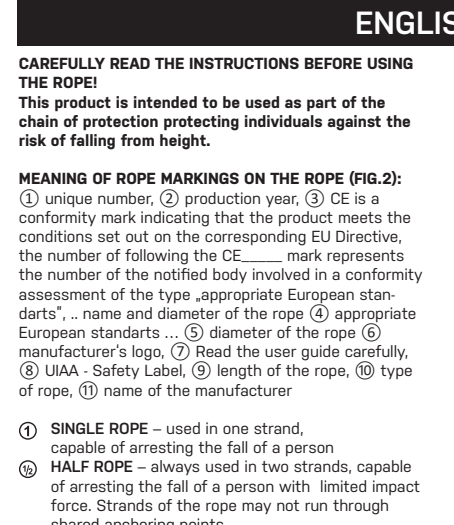 ENGLIS
CAREFULLY READ THE INSTRUCTIONS BEFORE USING
THE ROPE!
This product is intended to be used as part of the
chain of protection protecting individuals against the
risk of falling from height.
MEANING OF ROPE MARKINGS ON THE ROPE (FIG.2):
① unique number, ② production year, ③ CE is a
conformity mark indicating that the product meets the
conditions set out on the corresponding EU Directive,
the number of following the CE_____ mark represents
the number of the notified body involved in a conformity
assessment of the type „appropriate European stan-
darts", .. name and diameter of the rope ④ appropriate
European standarts ... ⑤ diameter of the rope ⑥
manufacturer's logo, ⑦ Read the user guide carefully,
⑧ UIAA - Safety Label, ⑨ length of the rope, ⑩ type
of rope, ⑪ name of the manufacturer
① SINGLE ROPE – used in one strand,
capable of arresting the fall of a person
½ HALF ROPE – always used in two strands, capable
of arresting the fall of a person with limited impact
force. Strands of the rope may not run through
shared anchoring points